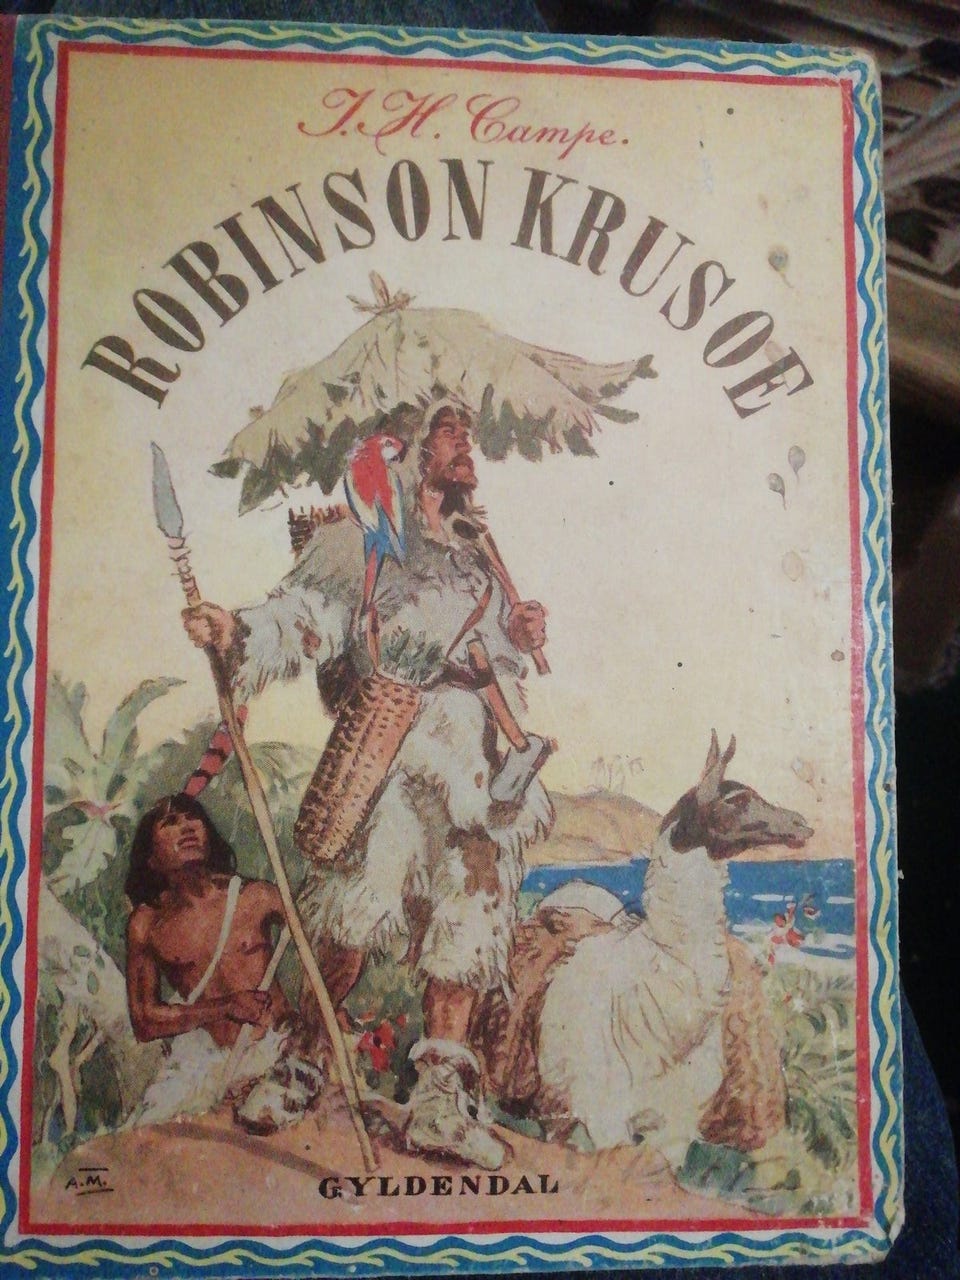 J. H. Campe.
ROBINSON KRUSOE
A.M.
GYLDENDAL